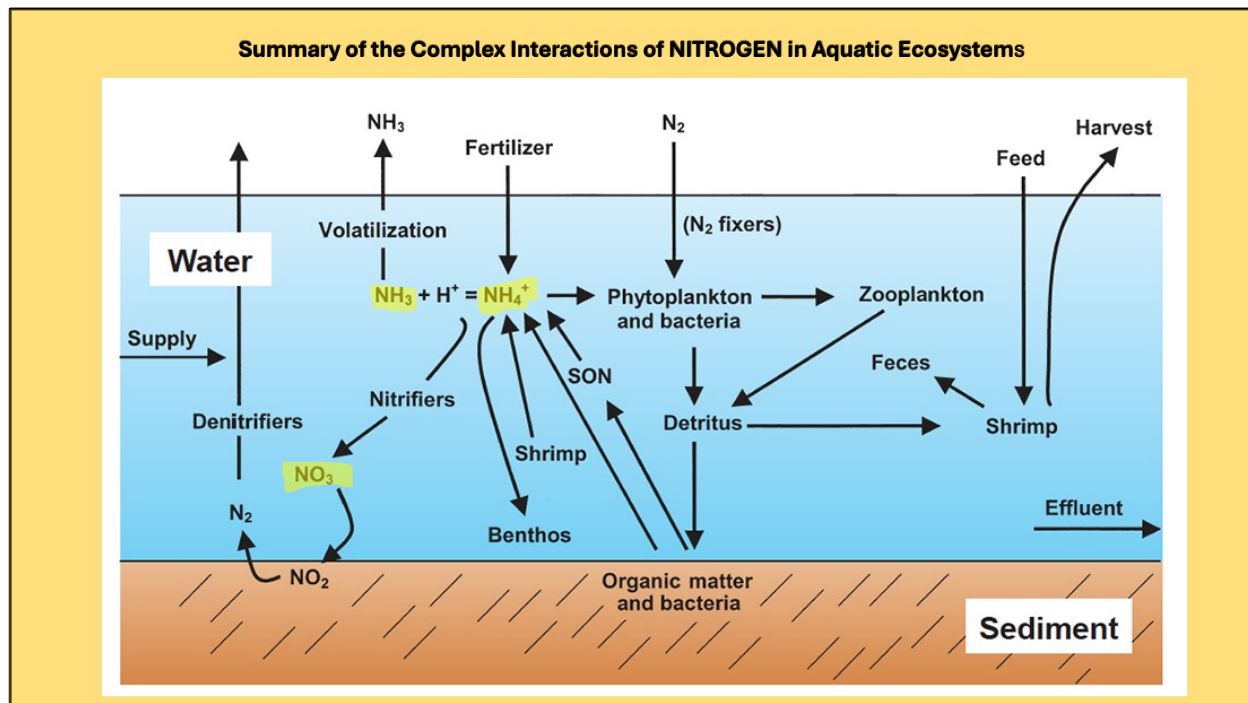 Summary of the Complex Interactions of NITROGEN in Aquatic Ecosystems
NH₃
Fertilizer
N₂
Feed
Harvest
Volatilization
(N₂ fixers)
Water
NH₃ + H⁺ = NH₄⁺
Phytoplankton
and bacteria
Zooplankton
Supply
SON
Feces
Denitrifiers
Nitrifiers
Detritus
Shrimp
Shrimp
NO₃
N₂
Benthos
Effluent
NO₂
Organic matter
and bacteria
Sediment